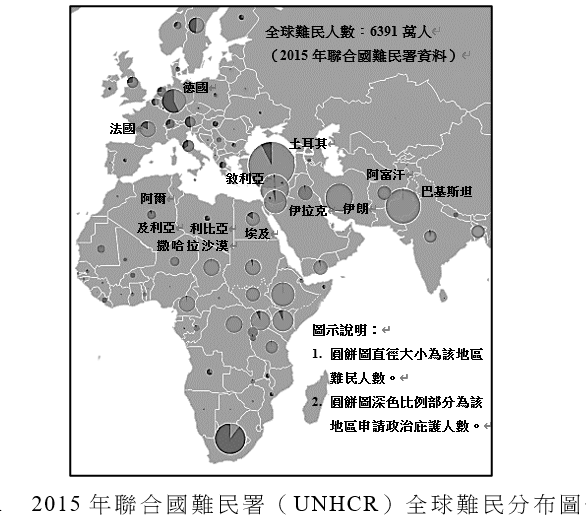 全球難民人數：6391 萬人
（2015 年聯合國難民署資料）
德國
法國
土耳其
敘利亞
阿富汗
巴基斯坦
伊拉克
伊朗
阿爾
及利亞
利比亞
埃及
撒哈拉沙漠
圖示說明：
1. 圓餅圖直徑大小為該地區
難民人數。
2. 圓餅圖深色比例部分為該
地區申請政治庇護人數。
2015 年聯合國難民署（UNHCR）全球難民分布圖